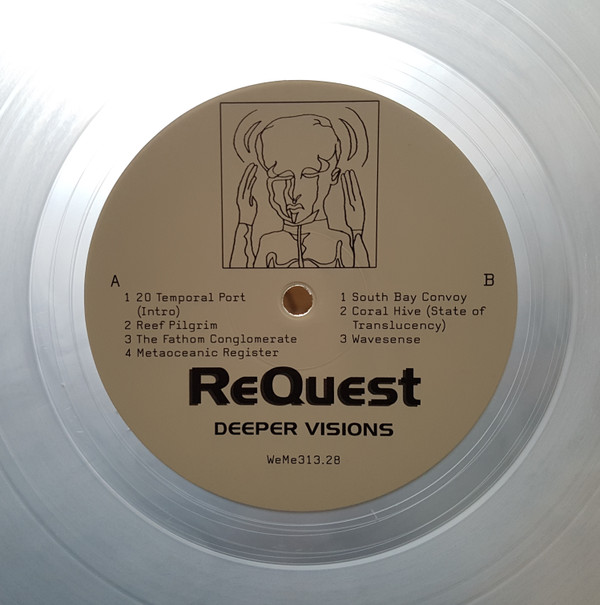 A
1 20 Temporal Port
(Intro)
2 Reef Pilgrim
3 The Fathom Conglomerate
4 Metaoceanic Register
B
1 South Bay Convoy
2 Coral Hive (State of
Translucency)
3 Wavesense
ReQuest
DEEPER VISIONS
WeMe313.28